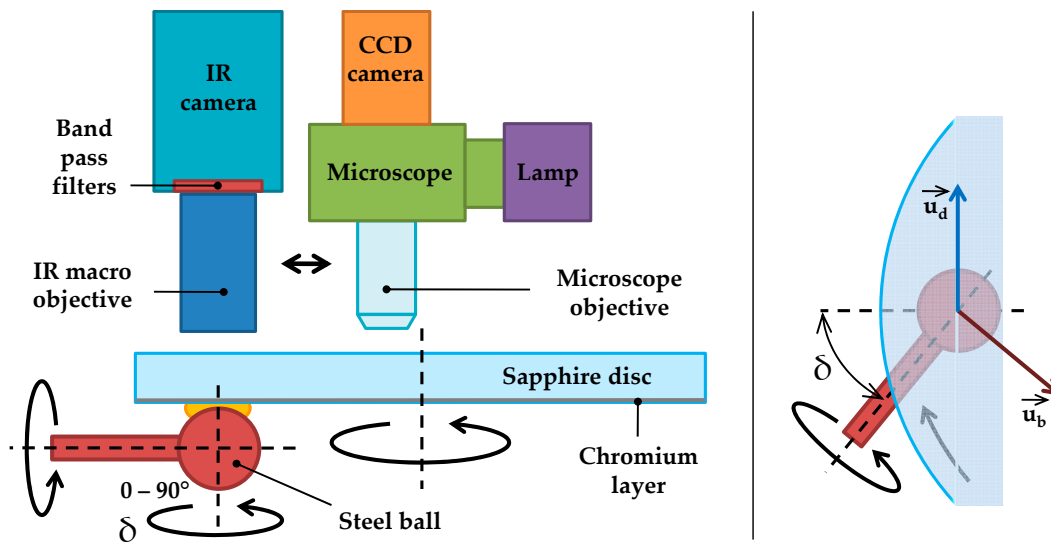 IR
camera
CCD
camera
Band
pass
filters
Microscope
Lamp
IR macro
objective
Microscope
objective
Sapphire disc
Chromium
layer
0 – 90°
δ
Steel ball
u_d
δ
u_b